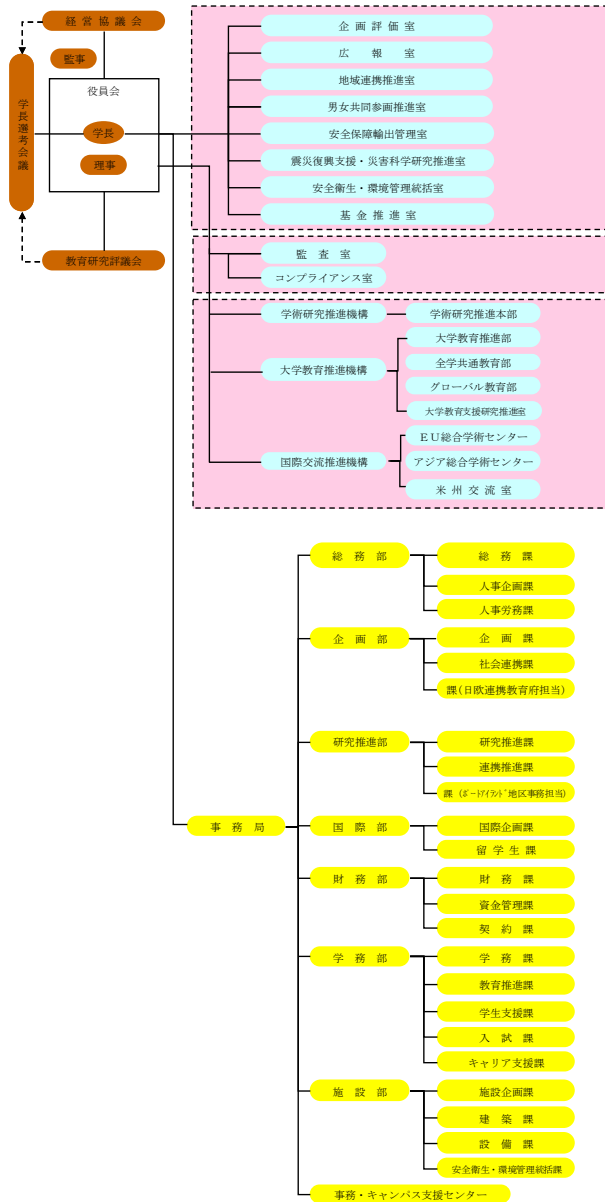 経 営 協 議 会
監事
役員会
学長選考会議
学長
理事
教育研究評議会
企 画 評 価 室
広 報 室
地域連携推進室
男女共同参画推進室
安全保障輸出管理室
震災復興支援・災害科学研究推進室
安全衛生・環境管理統括室
基 金 推 進 室
監 査 室
コンプライアンス室
学術研究推進機構
学術研究推進本部
大学教育推進機構
大学教育推進部
全学共通教育部
グローバル教育部
大学教育支援研究推進室
国際交流推進機構
EU総合学術センター
アジア総合学術センター
米 州 交 流 室
事 務 局
総 務 部
総 務 課
人事企画課
人事労務課
企 画 部
企 画 課
社会連携課
課(日欧連携教育府担当)
研究推進部
研究推進課
連携推進課
課(ポートアイランド地区事務担当)
国 際 部
国際企画課
留 学 生 課
財 務 部
財 務 課
資金管理課
契 約 課
学 務 部
学 務 課
教育推進課
学生支援課
入 試 課
キャリア支援課
施 設 部
施設企画課
建 築 課
設 備 課
安全衛生・環境管理統括課
事務・キャンパス支援センター